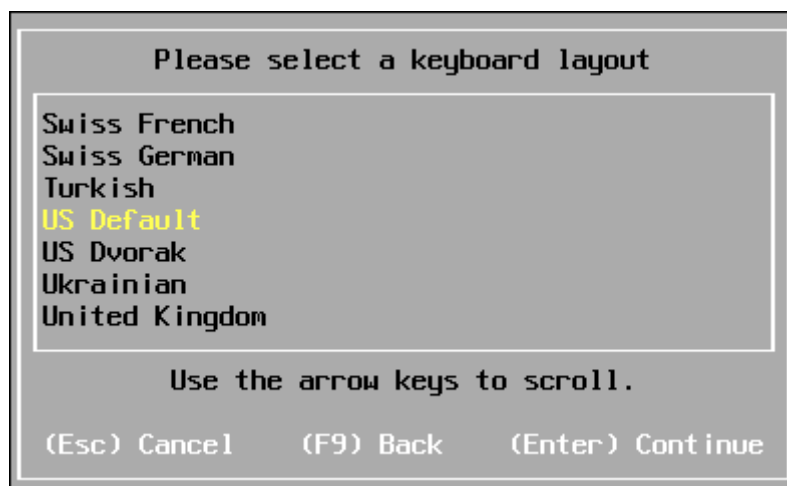 Please select a keyboard layout
Swiss French
Swiss German
Turkish
US Default
US Dvorak
Ukrainian
United Kingdom
Use the arrow keys to scroll.
(Esc) Cancel (F9) Back (Enter) Continue